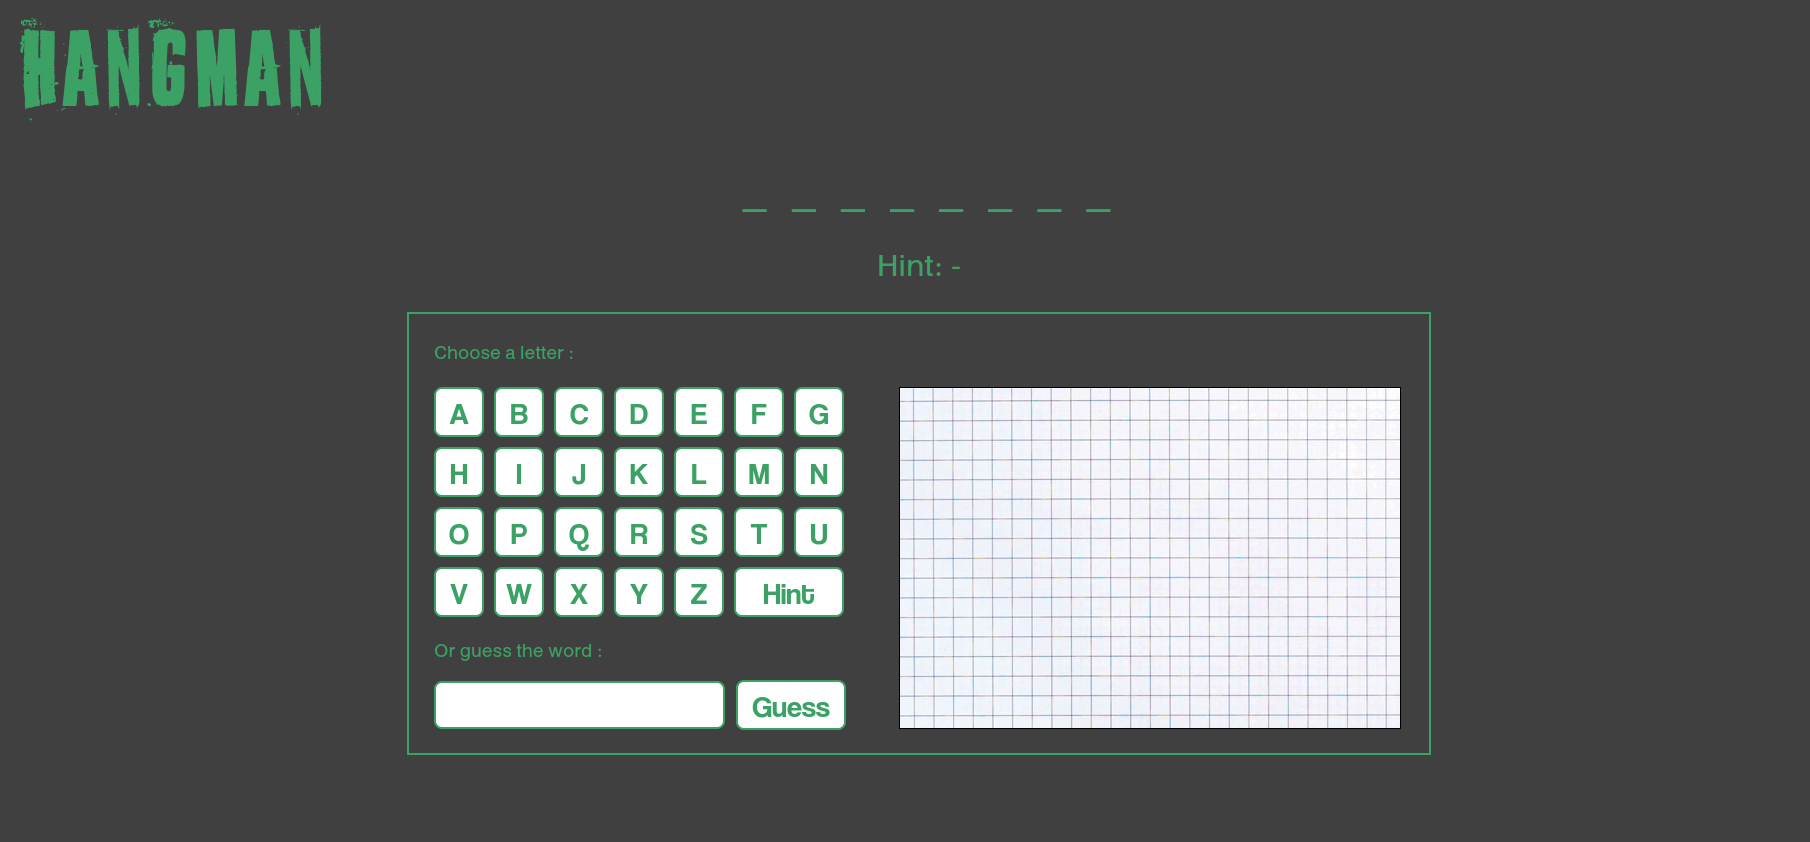 HANGMAN
_ _ _ _ _ _ _ _
Hint: -
Choose a letter :
A B C D E F G
H I J K L M N
O P Q R S T U
V W X Y Z Hint
Or guess the word :
Guess